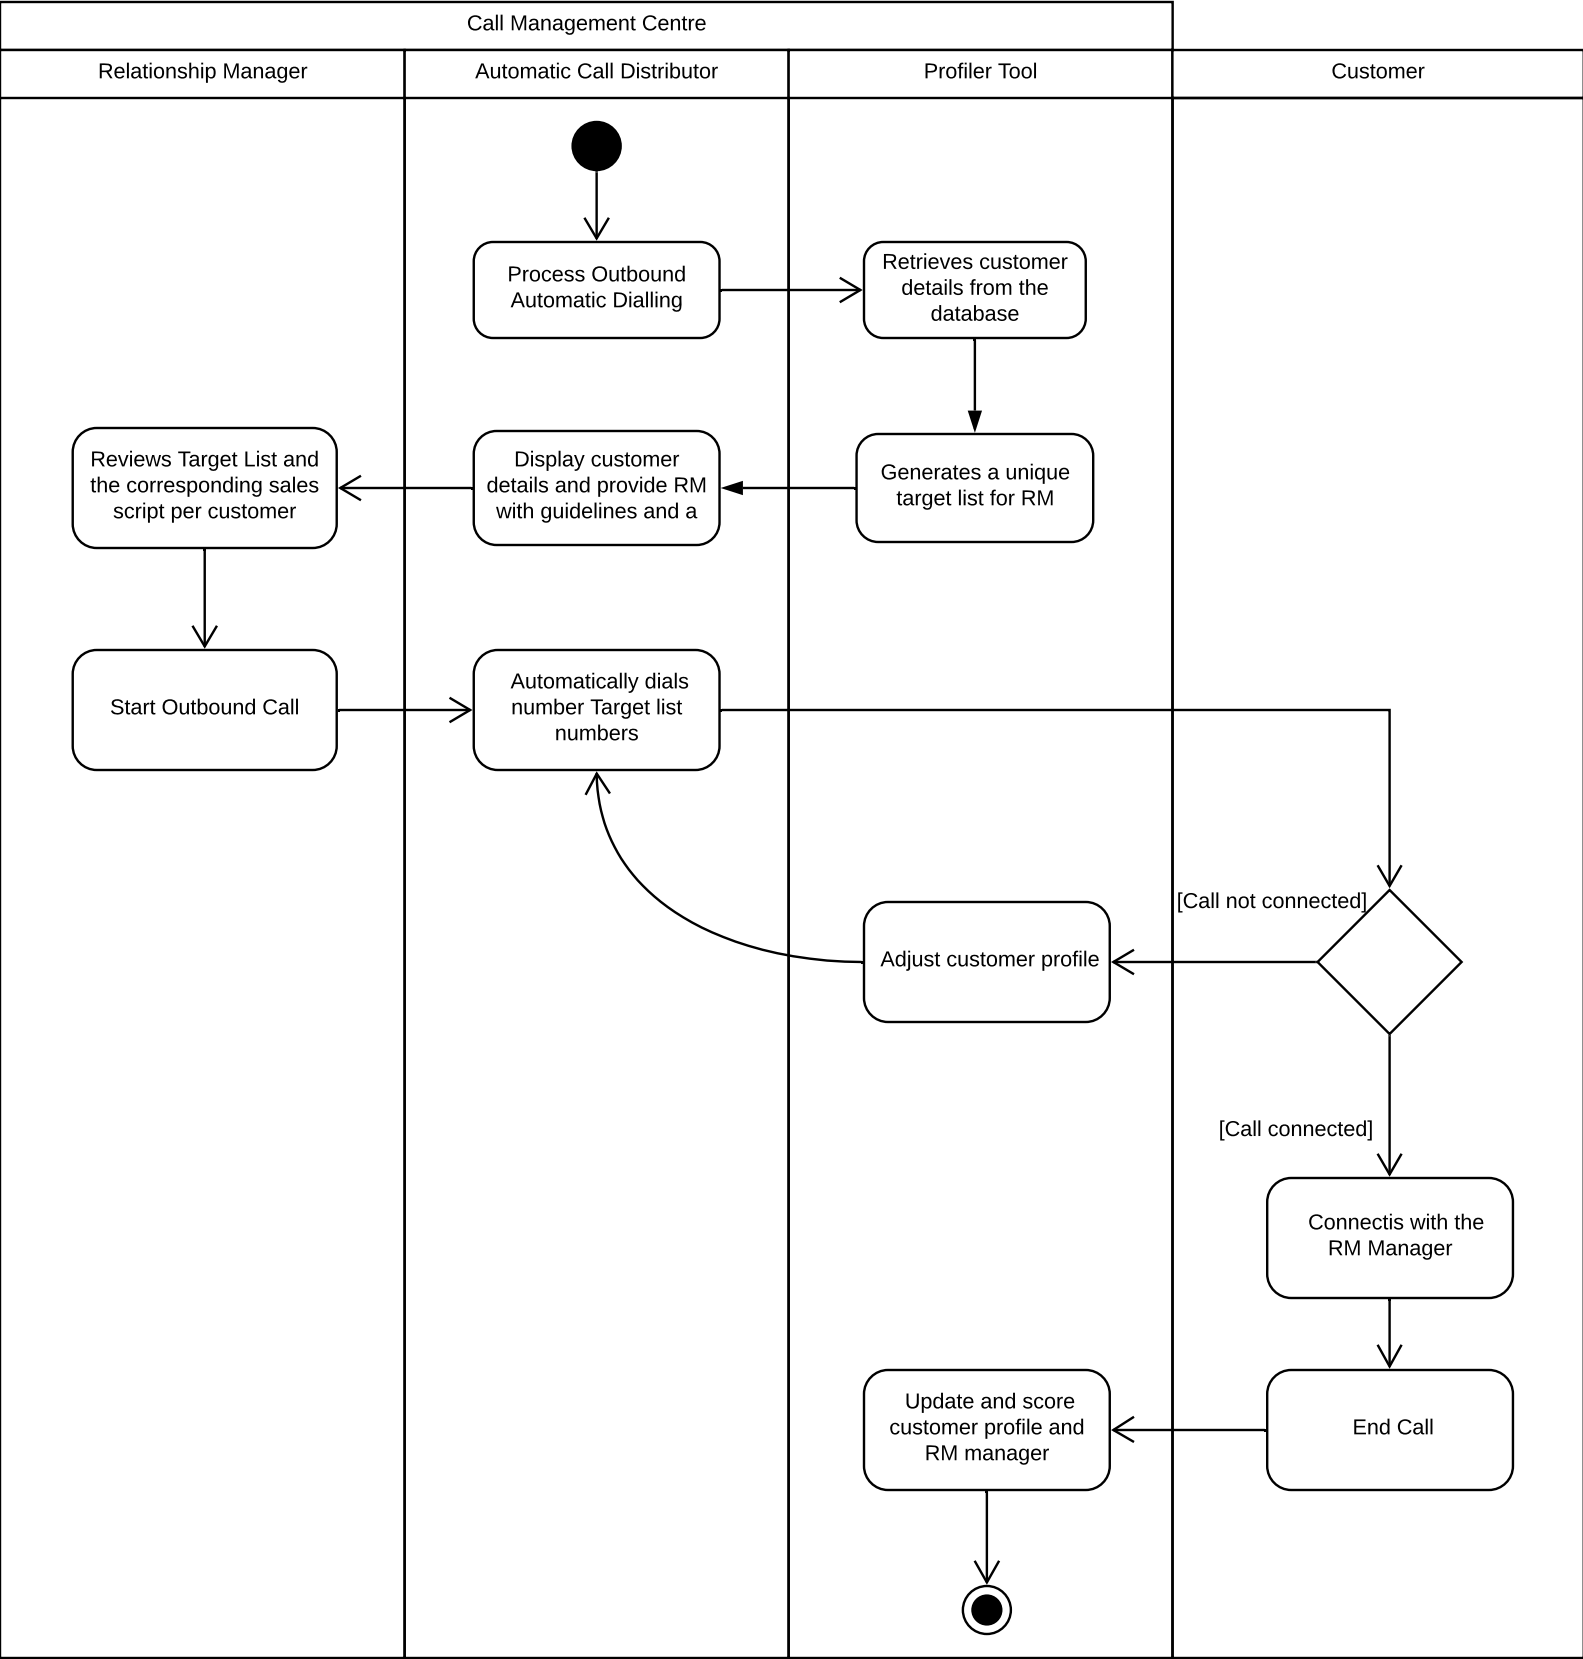 Call Management Centre
Relationship Manager
Automatic Call Distributor
Profiler Tool
Customer
Process Outbound
Automatic Dialling
Retrieves customer
details from the
database
Reviews Target List and
the corresponding sales
script per customer
Display customer
details and provide RM
with guidelines and a
Generates a unique
target list for RM
Start Outbound Call
Automatically dials
number Target list
numbers
[Call not connected]
Adjust customer profile
[Call connected]
Connectis with the
RM Manager
Update and score
customer profile and
RM manager
End Call